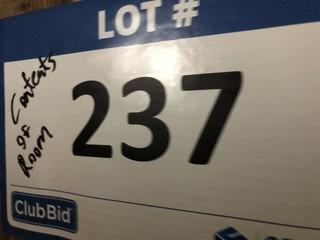 LOT #
237
Contents
of
Room
ClubBid